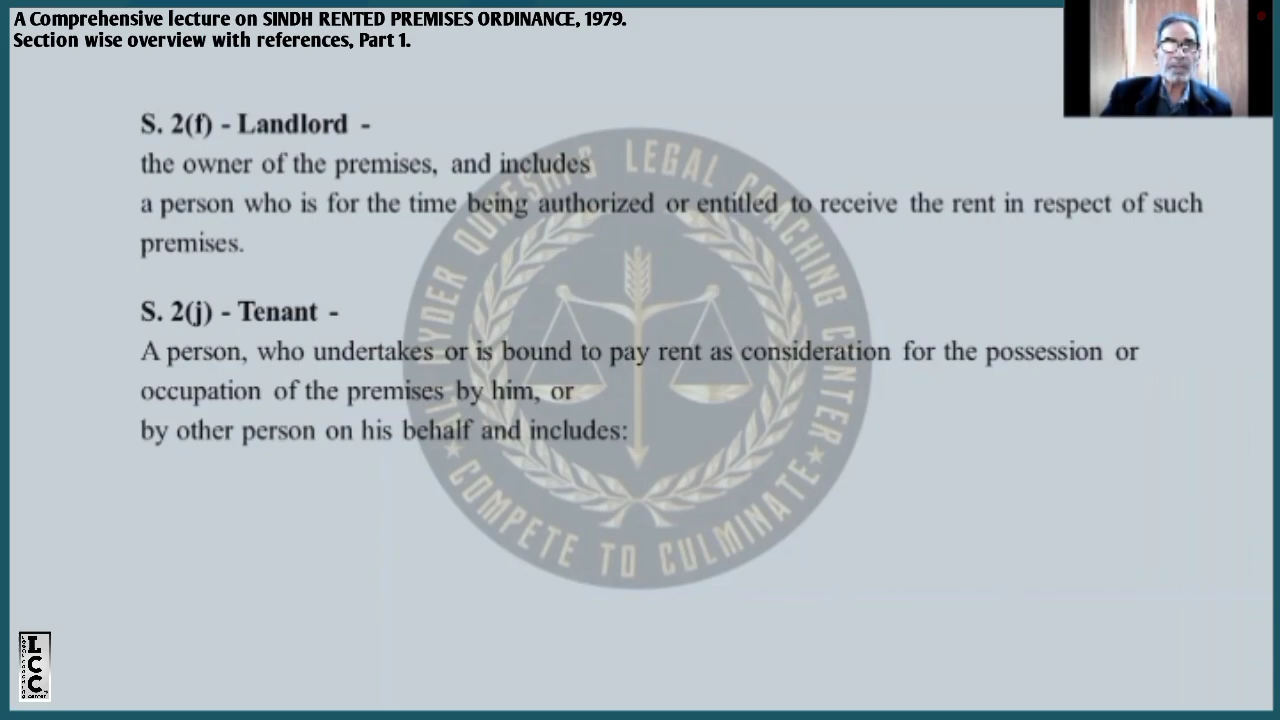 A Comprehensive lecture on SINDH RENTED PREMISES ORDINANCE, 1979.
Section wise overview with references, Part 1.
S. 2(f) - Landlord -
the owner of the premises, and includes
a person who is for the time being authorized or entitled to receive the rent in respect of such
premises.
S. 2(j) - Tenant -
A person, who undertakes or is bound to pay rent as consideration for the possession or
occupation of the premises by him, or
by other person on his behalf and includes:
LEGAL COACHING CENTER
COMPETE TO CULMINATE
LCC